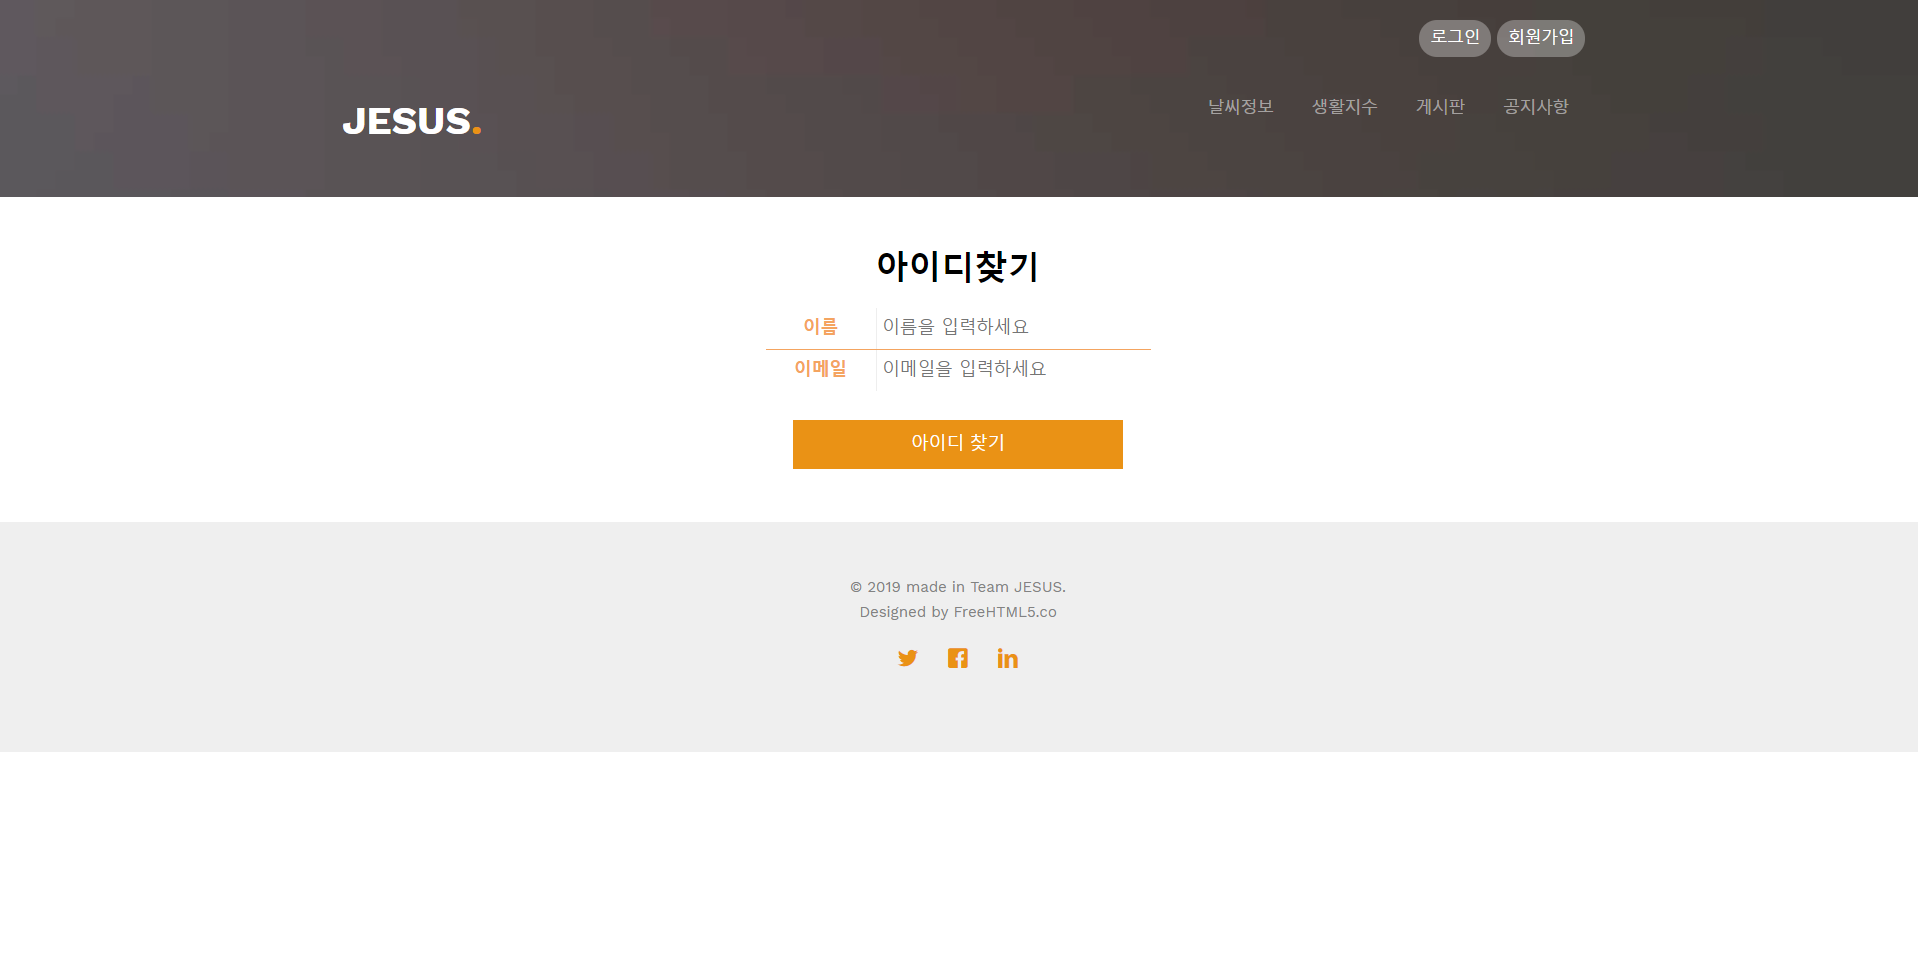 로그인 회원가입
JESUS.
날씨정보 생활지수 게시판 공지사항
아이디찾기
이름 이름을 입력하세요
이메일 이메일을 입력하세요
아이디 찾기
© 2019 made in Team JESUS.
Designed by FreeHTML5.co